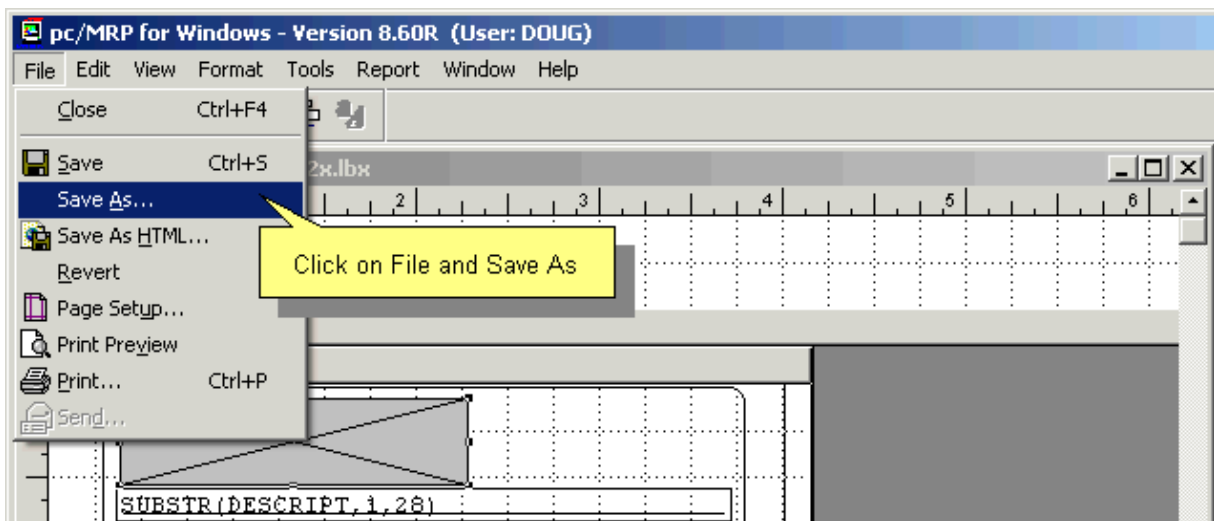 pc/MRP for Windows - Version 8.60R (User: DOUG)
File Edit View Format Tools Report Window Help
Close Ctrl+F4
Save Ctrl+S
2x.lbx
Save As...
2 3 4 5 6
Save As HTML...
Click on File and Save As
Revert
Page Setup...
Print Preview
Print... Ctrl+P
Send...
SUBSTR(DESCRIPT,1,28)